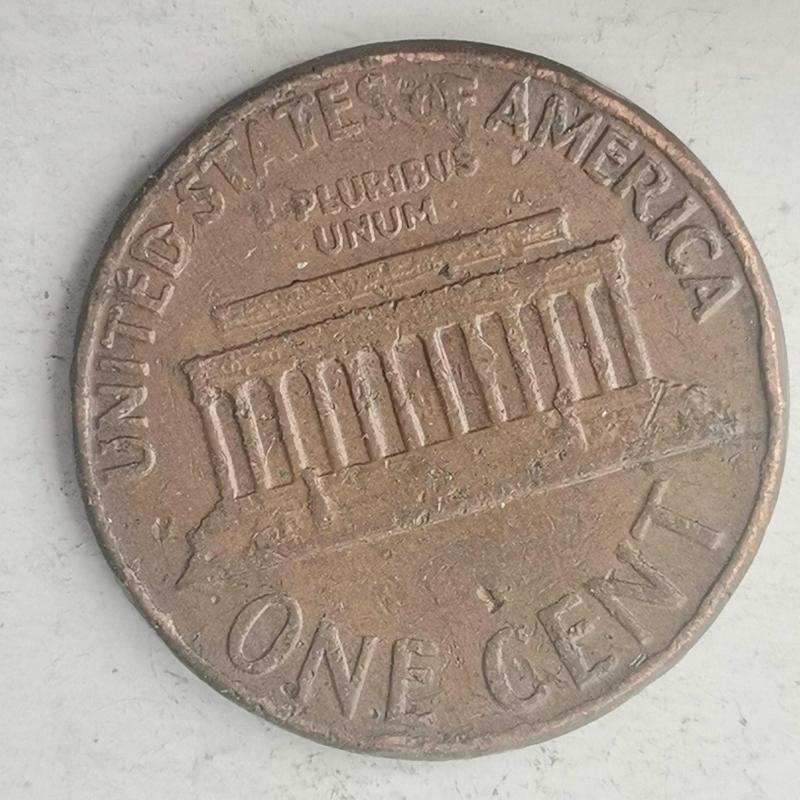 UNITED STATES OF AMERICA
E PLURIBUS
UNUM
ONE CENT